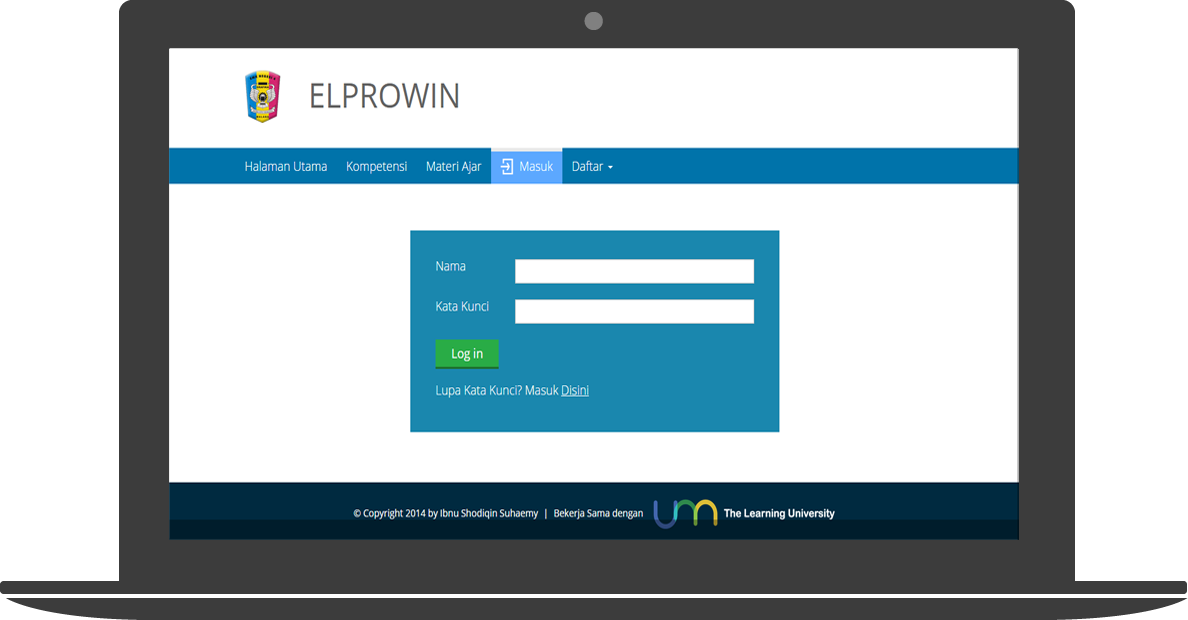 ELPROWIN
Halaman Utama Kompetensi Materi Ajar Masuk Daftar
Nama
Kata Kunci
Log in
Lupa Kata Kunci? Masuk Disini
© Copyright 2014 by Ibnu Shodiqin Suhaemy | Bekerja Sama dengan um The Learning University